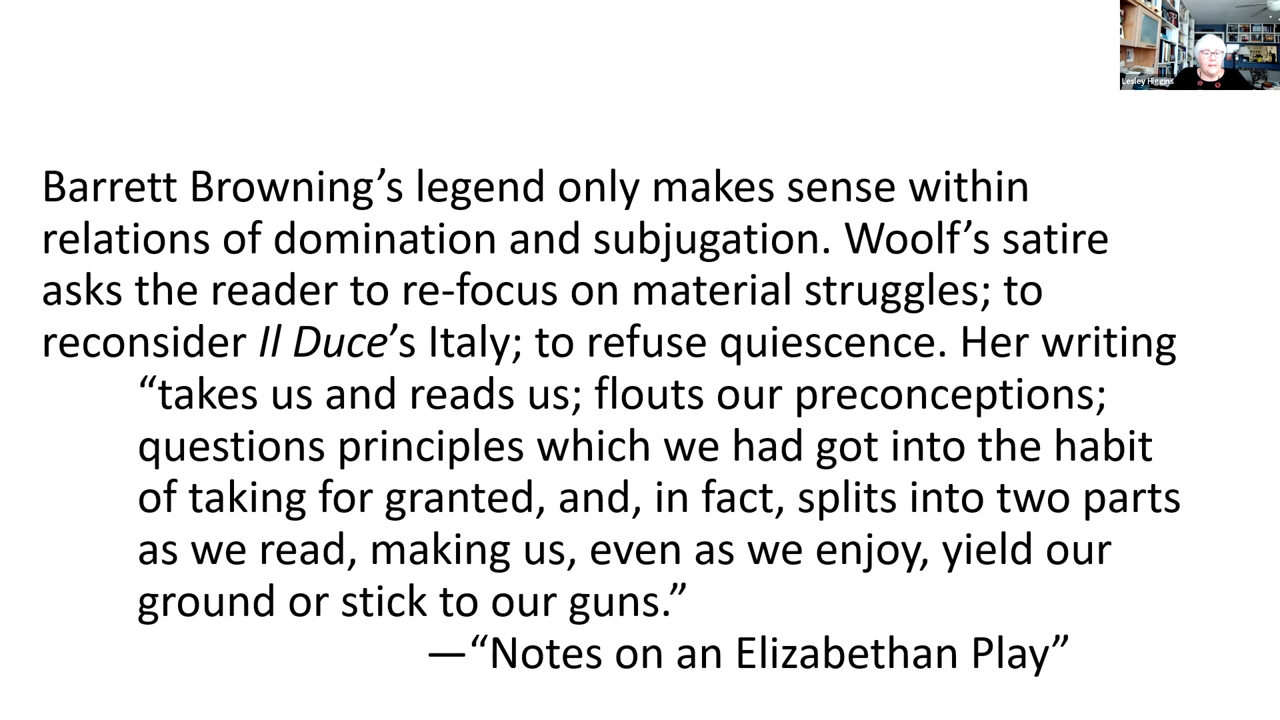 Lesley Higgins
Barrett Browning’s legend only makes sense within
relations of domination and subjugation. Woolf’s satire
asks the reader to re-focus on material struggles; to
reconsider Il Duce’s Italy; to refuse quiescence. Her writing
“takes us and reads us; flouts our preconceptions;
questions principles which we had got into the habit
of taking for granted, and, in fact, splits into two parts
as we read, making us, even as we enjoy, yield our
ground or stick to our guns.”
—“Notes on an Elizabethan Play”